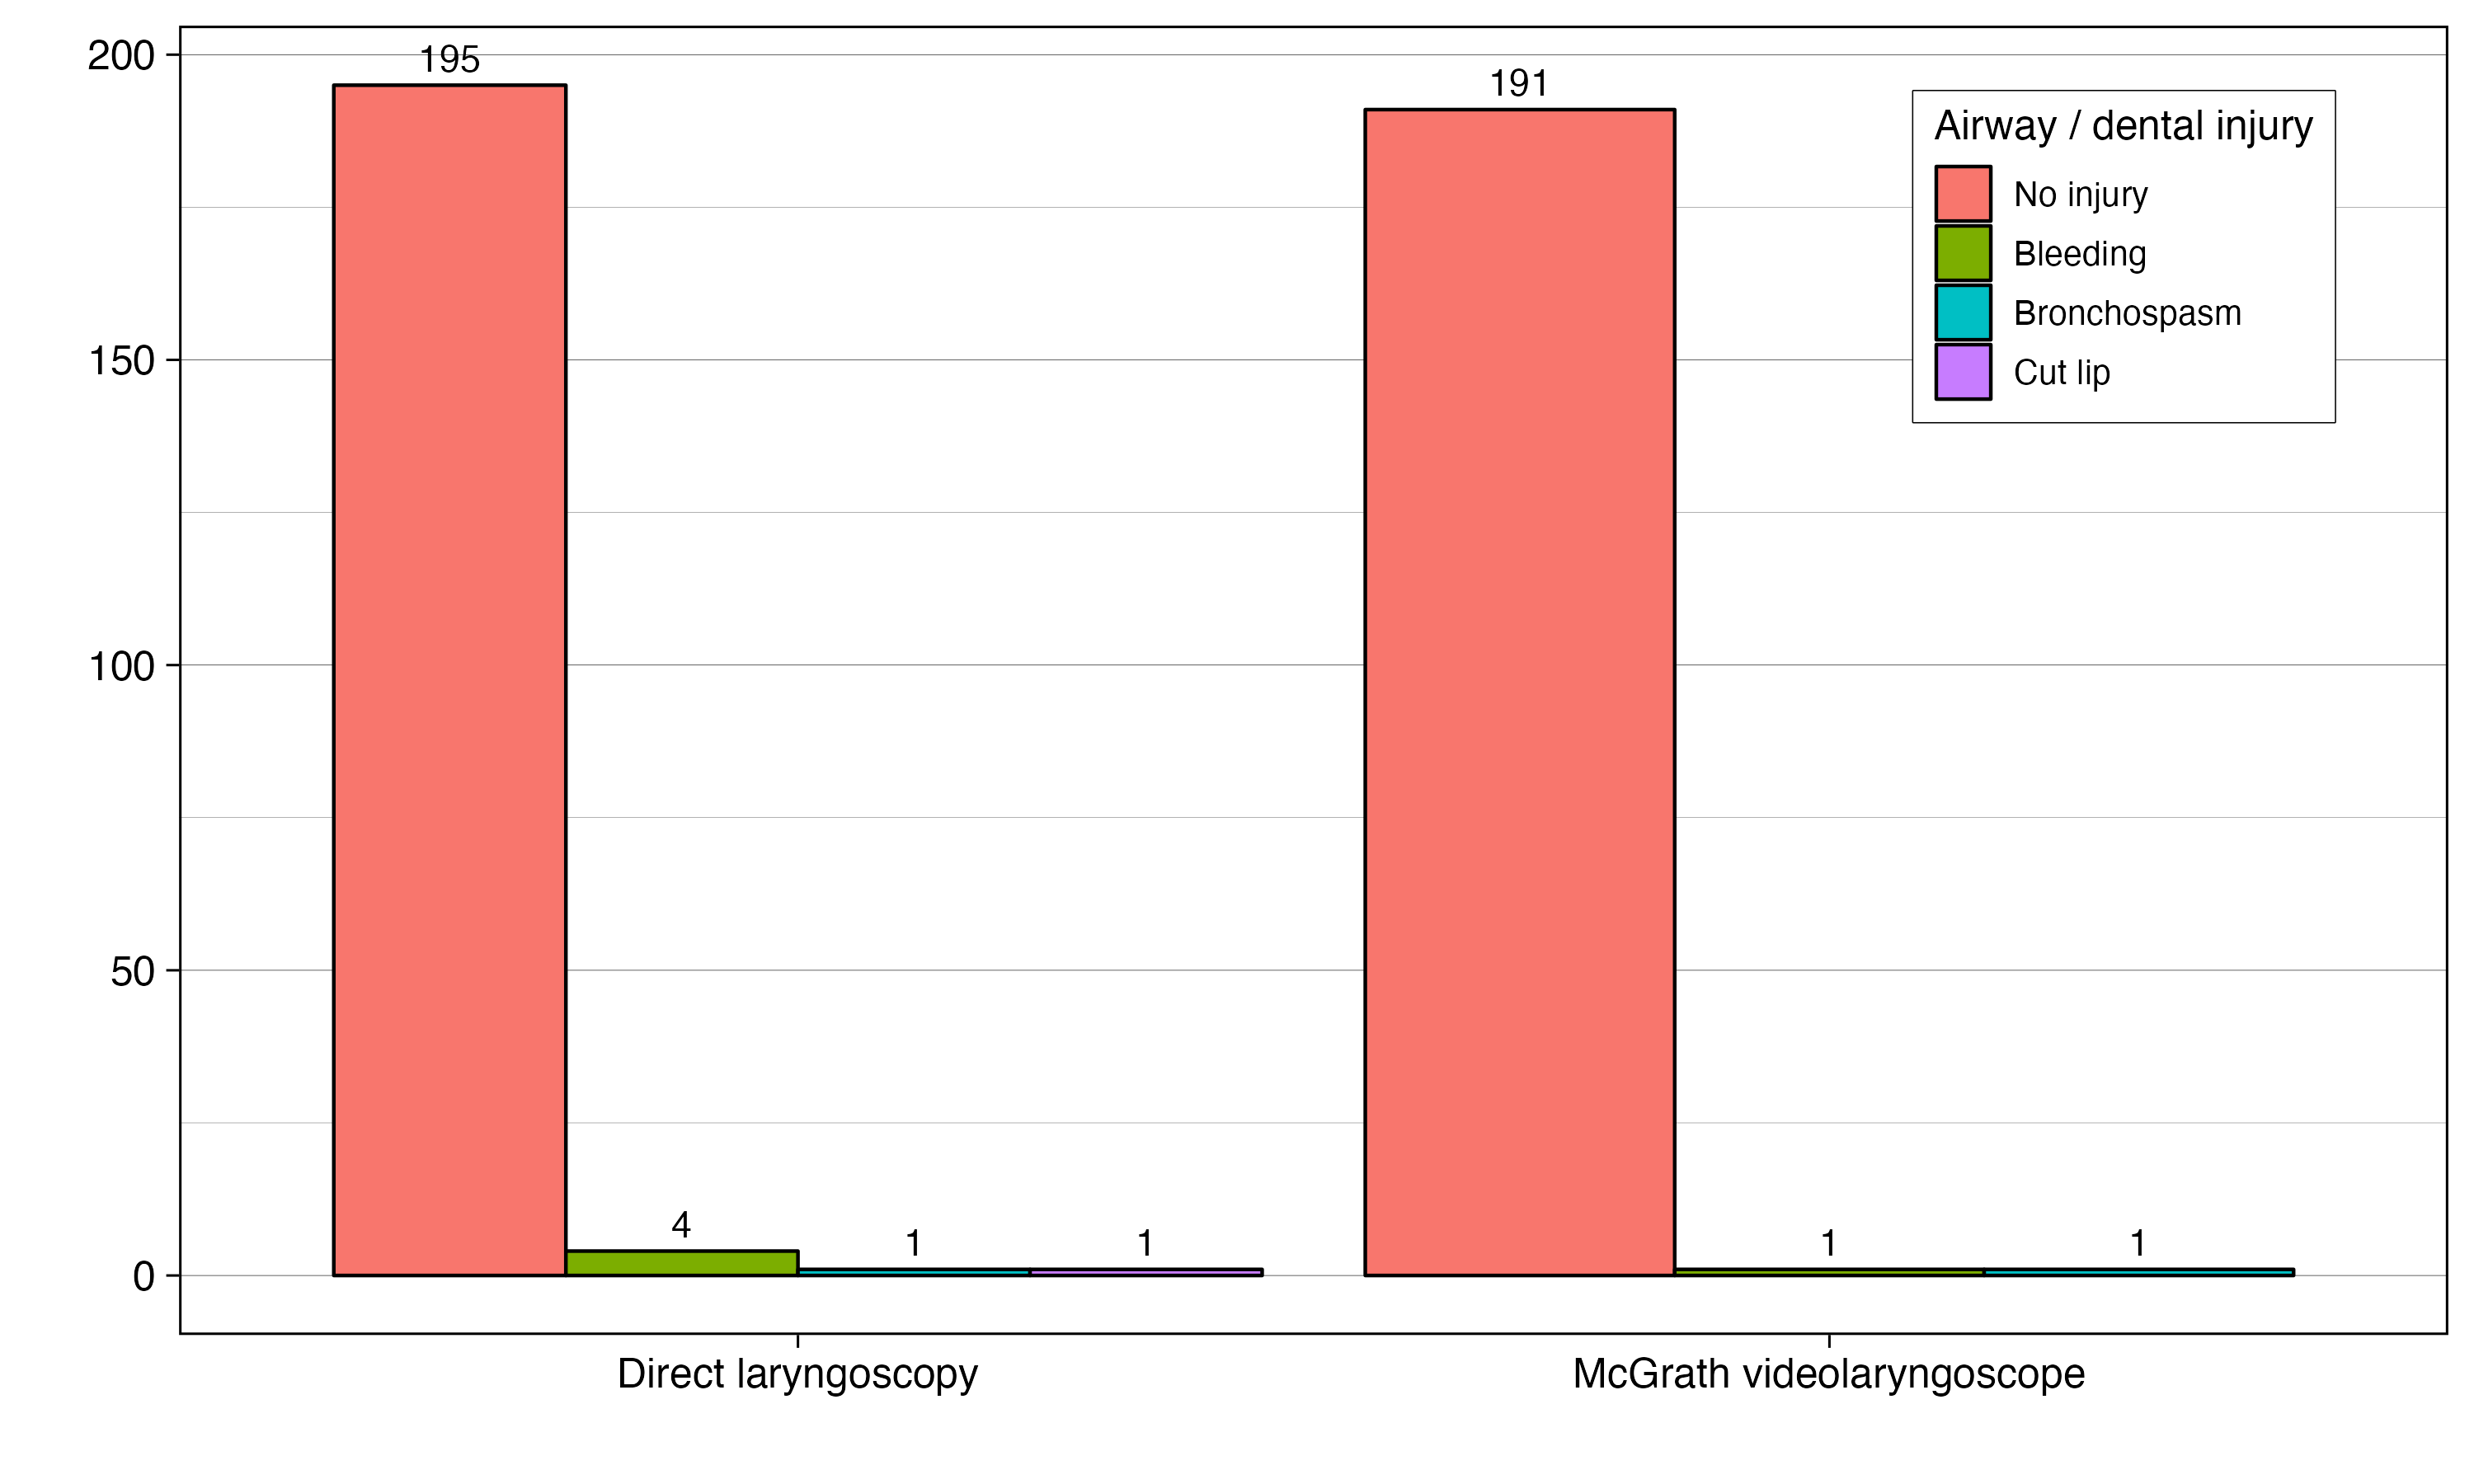 200
150
100
50
0
195
4
1
1
191
1
1
Airway / dental injury
No injury
Bleeding
Bronchospasm
Cut lip
Direct laryngoscopy
McGrath videolaryngoscope